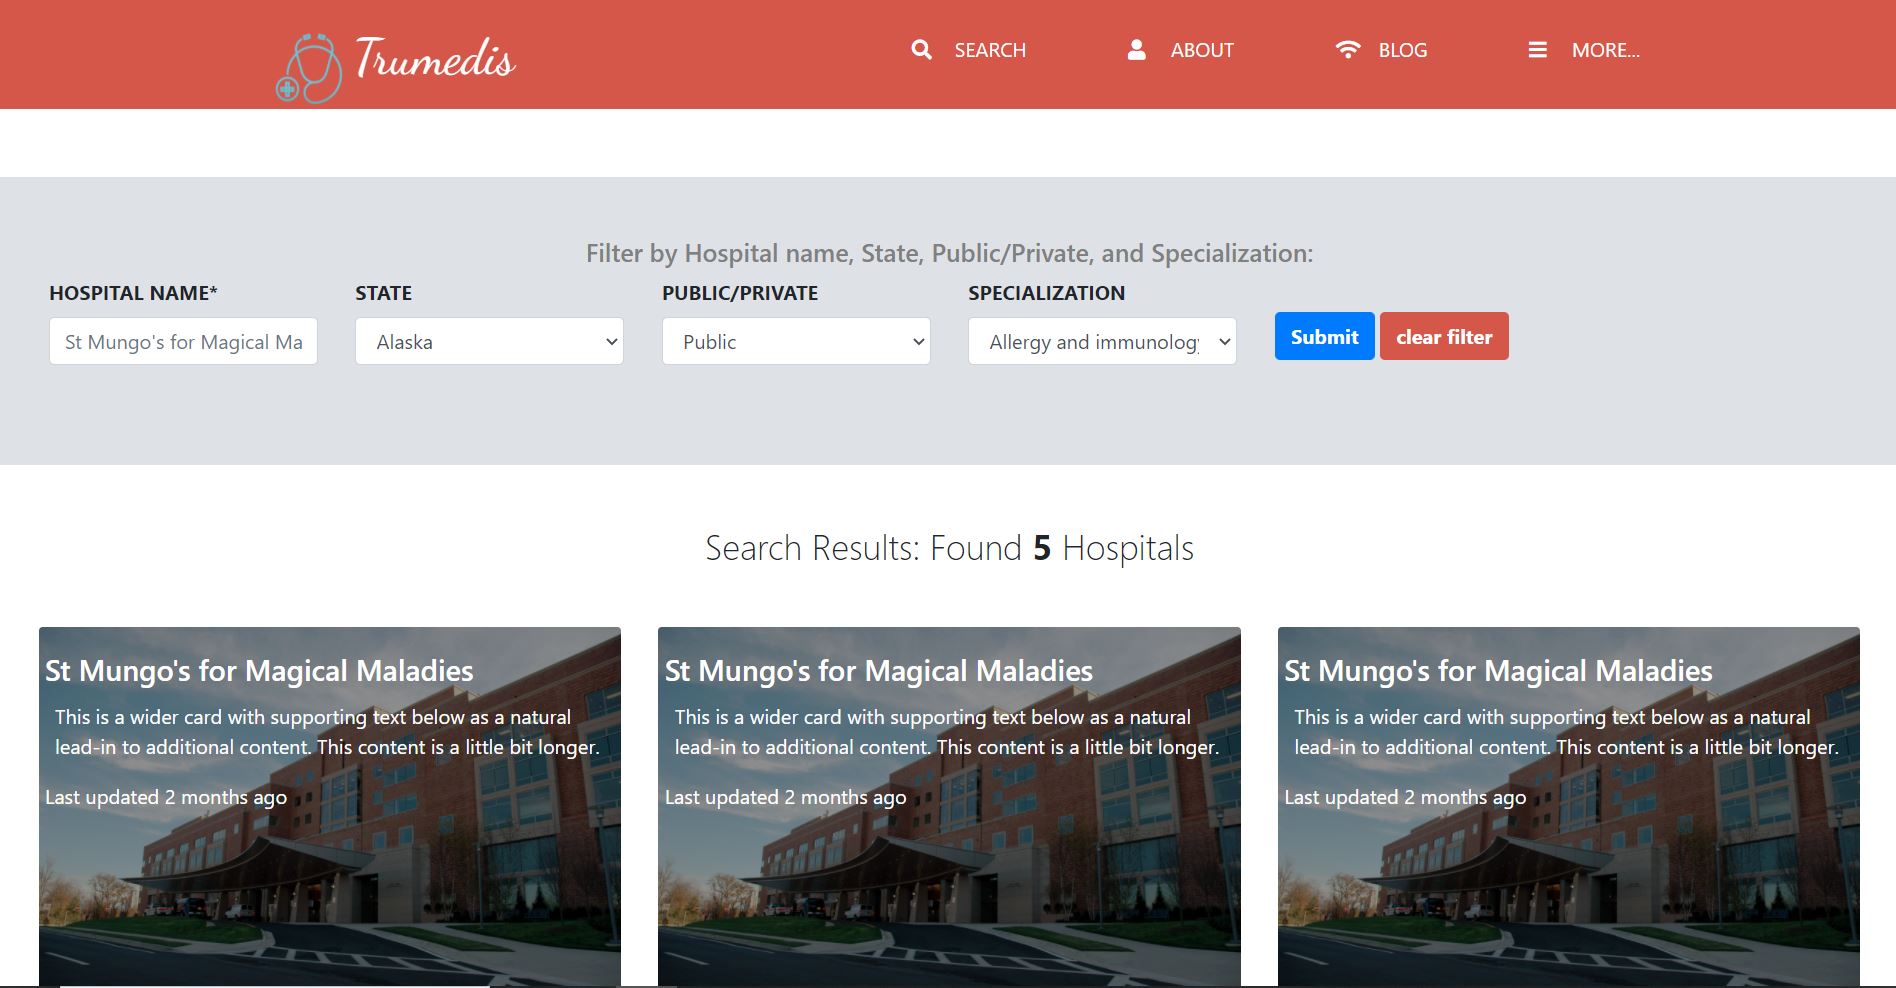 Trumedis
SEARCH
ABOUT
BLOG
MORE...
Filter by Hospital name, State, Public/Private, and Specialization:
HOSPITAL NAME*
STATE
PUBLIC/PRIVATE
SPECIALIZATION
St Mungo's for Magical Ma
Alaska
Public
Allergy and immunology
Submit
clear filter
Search Results: Found 5 Hospitals
St Mungo's for Magical Maladies
This is a wider card with supporting text below as a natural
lead-in to additional content. This content is a little bit longer.
Last updated 2 months ago
St Mungo's for Magical Maladies
This is a wider card with supporting text below as a natural
lead-in to additional content. This content is a little bit longer.
Last updated 2 months ago
St Mungo's for Magical Maladies
This is a wider card with supporting text below as a natural
lead-in to additional content. This content is a little bit longer.
Last updated 2 months ago